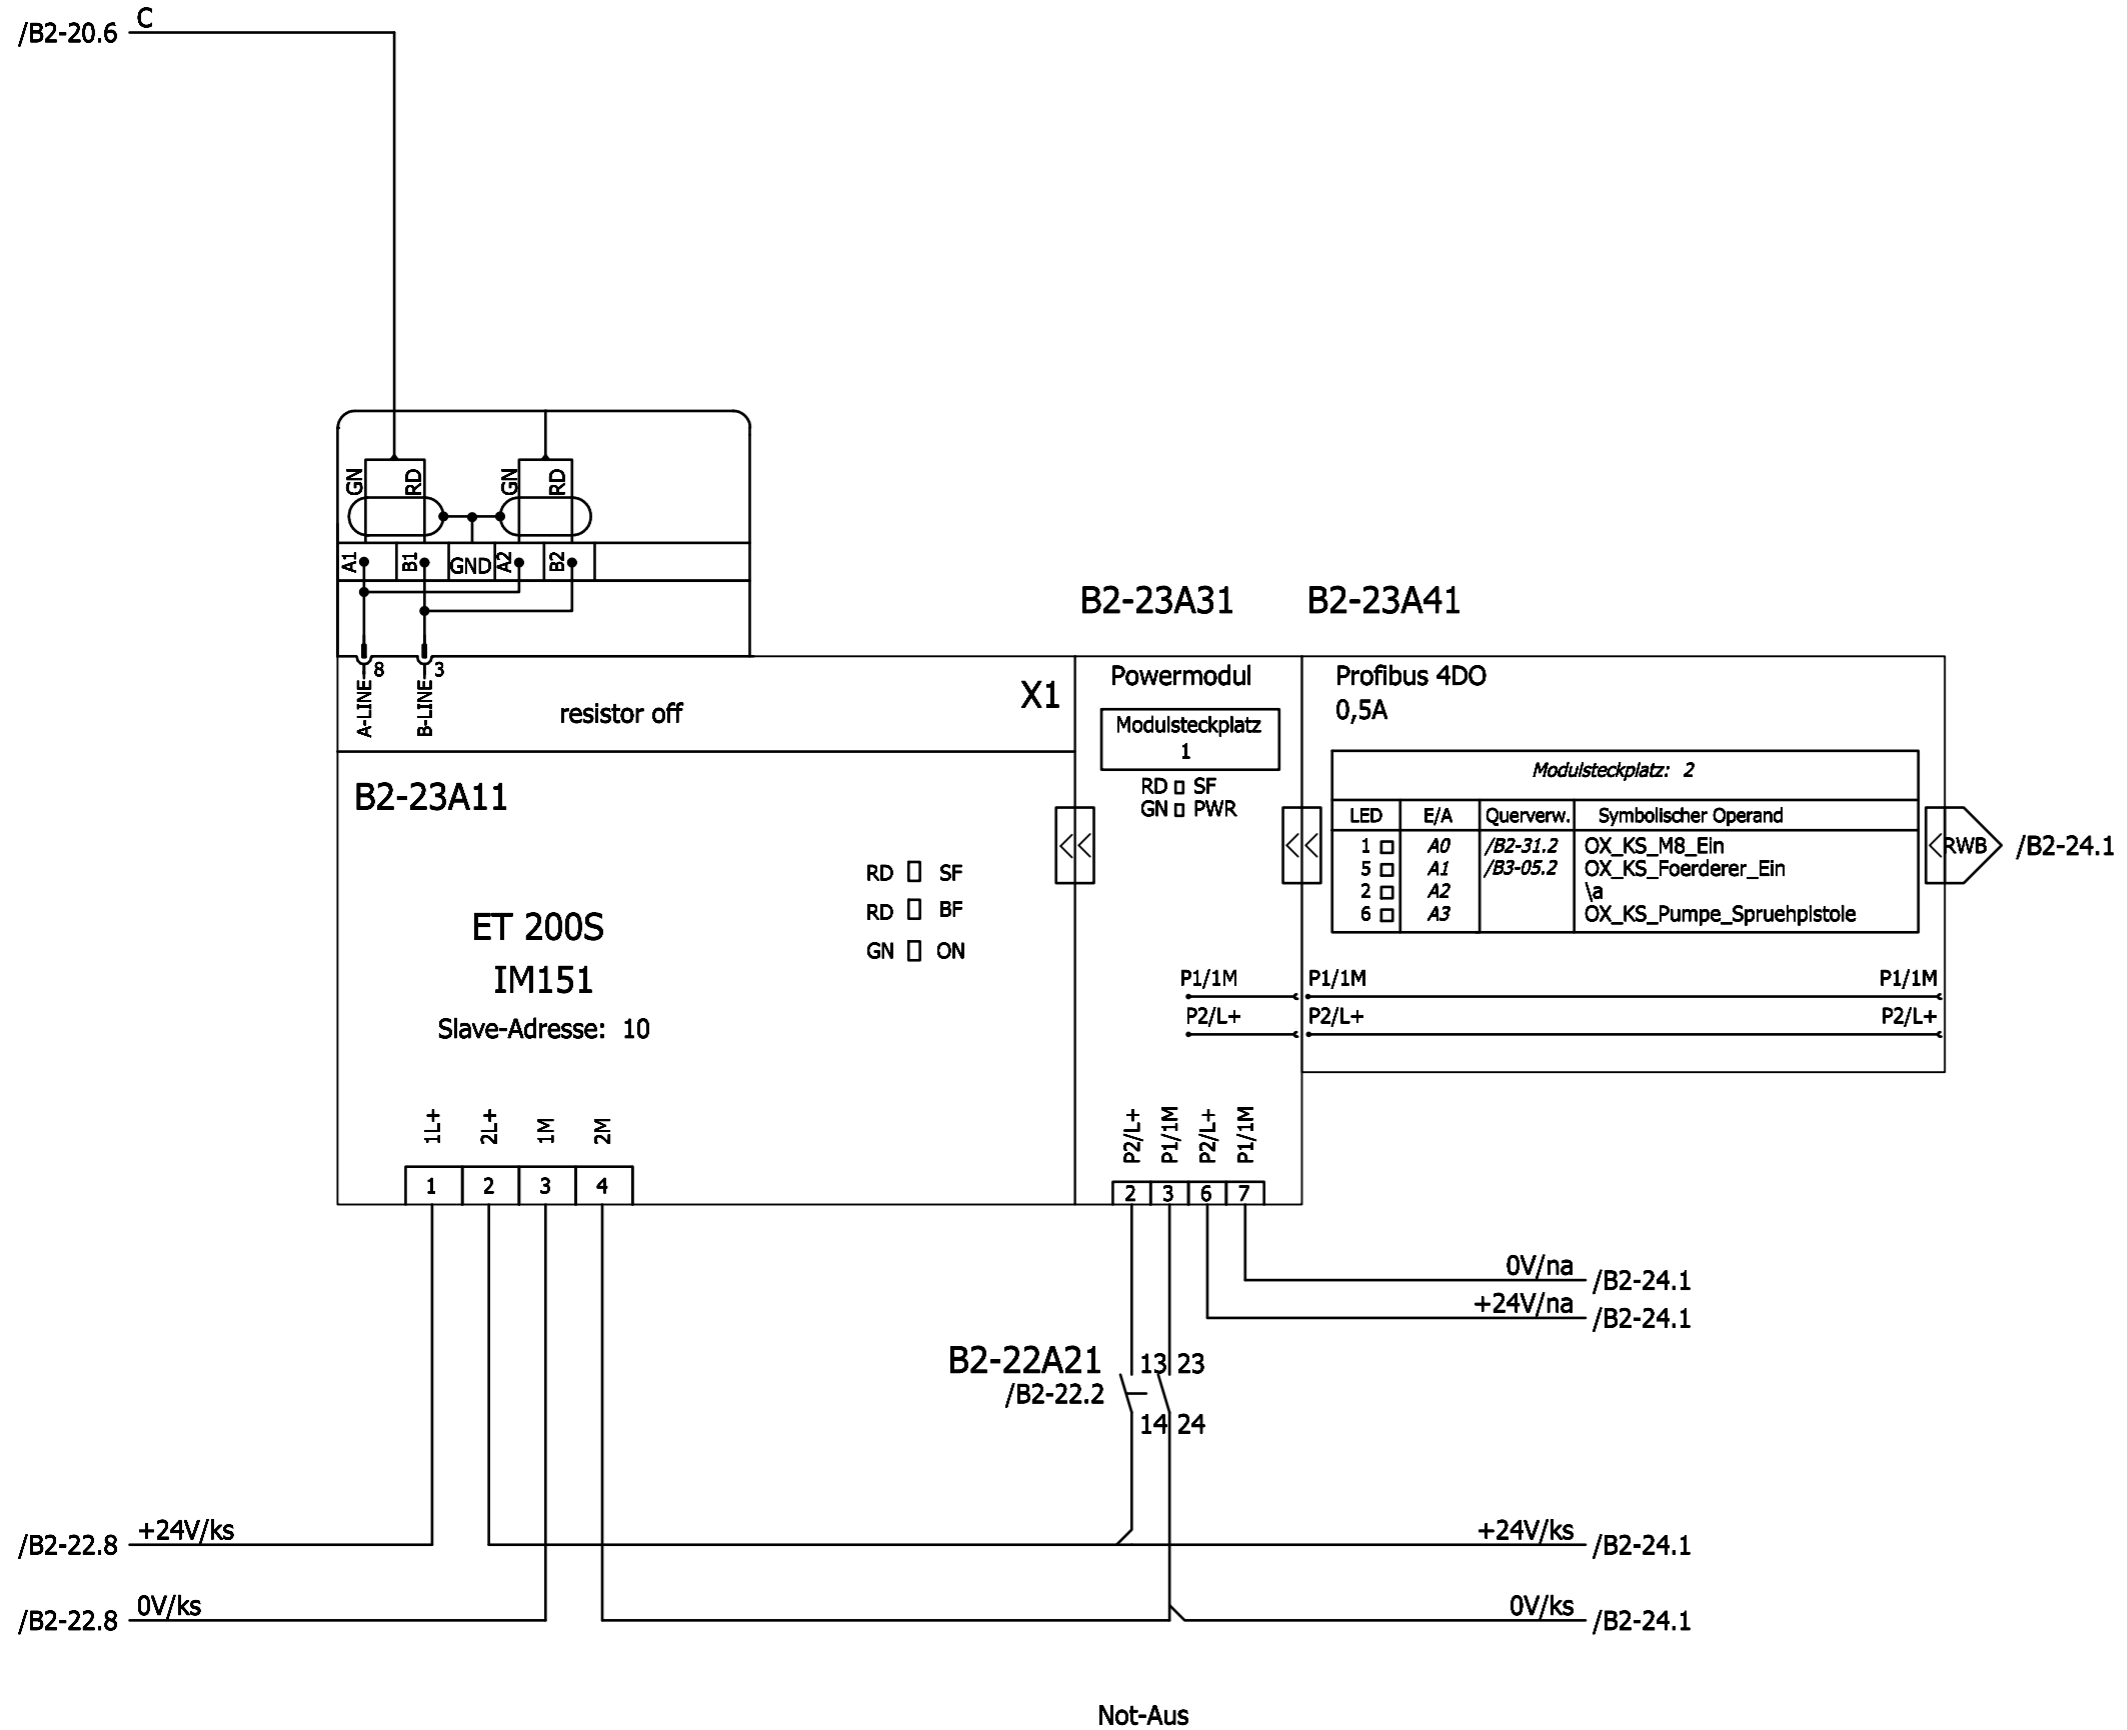 /B2-20.6 C
GN RD GN RD
A1 B1 GND A2 B2
B2-23A31 B2-23A41
8 3
A-LINE B-LINE
resistor off
X1
Powermodul
Modulsteckplatz
1
RD SF
GN PWR
Profibus 4DO
0,5A
Modulsteckplatz: 2
LED E/A Querverw. Symbolischer Operand
1 A0 /B2-31.2 OX_KS_M8_Ein
5 A1 /B3-05.2 OX_KS_Foerderer_Ein
2 A2 \a
6 A3 OX_KS_Pumpe_Spruehpistole
RWB /B2-24.1
B2-23A11
RD SF
RD BF
GN ON
ET 200S
IM151
Slave-Adresse: 10
P1/1M P1/1M P1/1M
P2/L+ P2/L+ P2/L+
1L+ 2L+ 1M 2M
1 2 3 4
P2/L+ P1/1M P2/L+ P1/1M
2 3 6 7
0V/na /B2-24.1
+24V/na /B2-24.1
B2-22A21 13 23
/B2-22.2
14 24
/B2-22.8 +24V/ks +24V/ks /B2-24.1
/B2-22.8 0V/ks 0V/ks /B2-24.1
Not-Aus